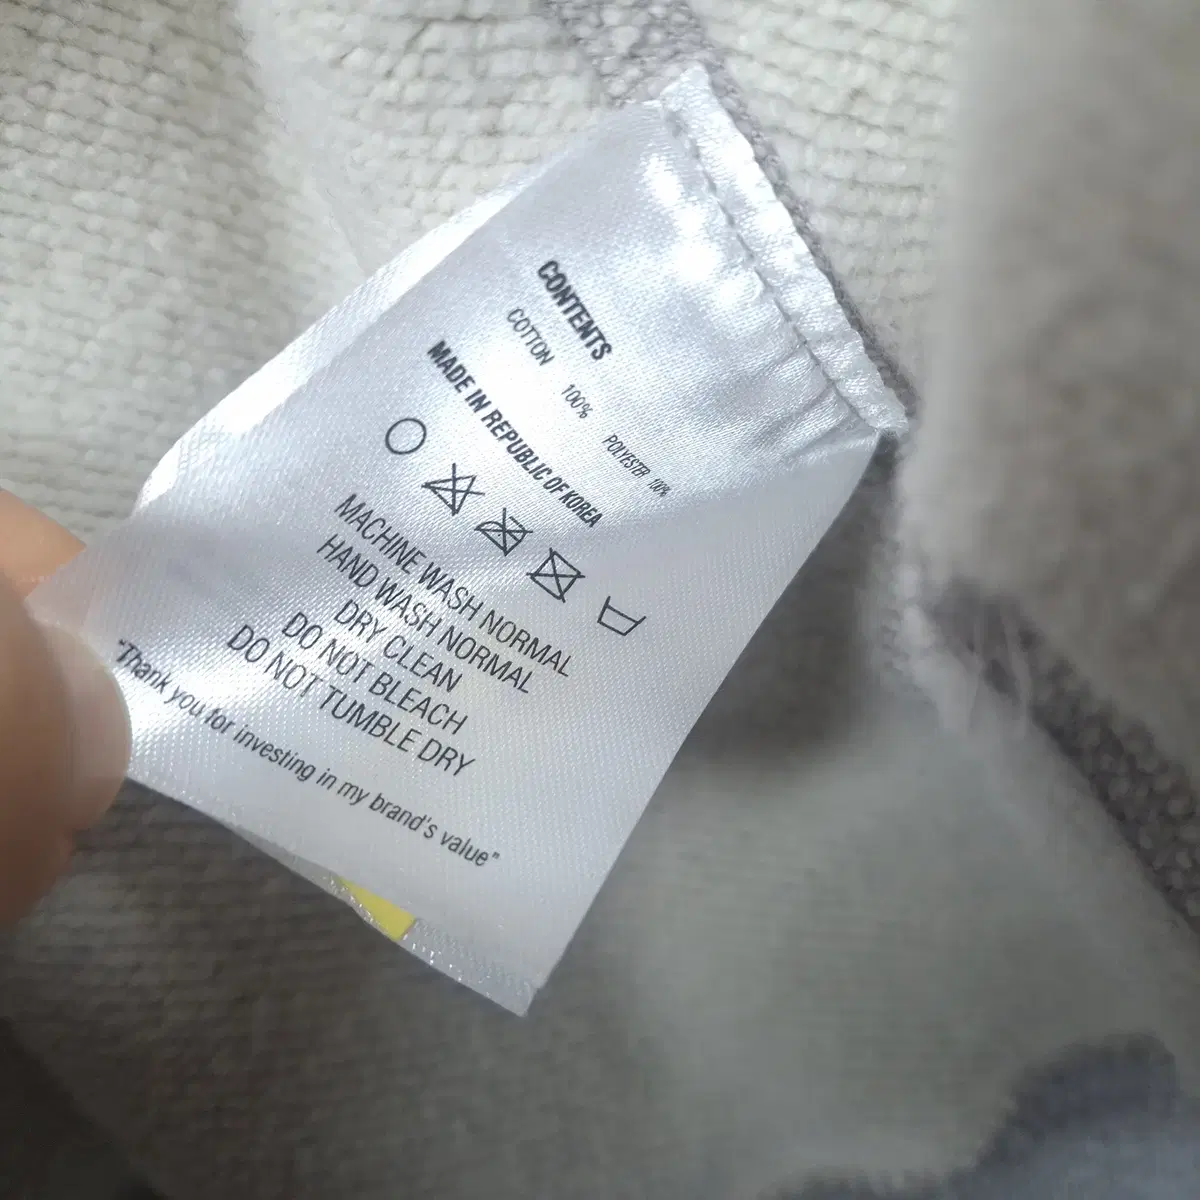 CONTENTS
COTTON 100% POLYESTER 100%
MADE IN REPUBLIC OF KOREA
MACHINE WASH NORMAL
HAND WASH NORMAL
DRY CLEAN
DO NOT BLEACH
DO NOT TUMBLE DRY
"Thank you for investing in my brand's value"